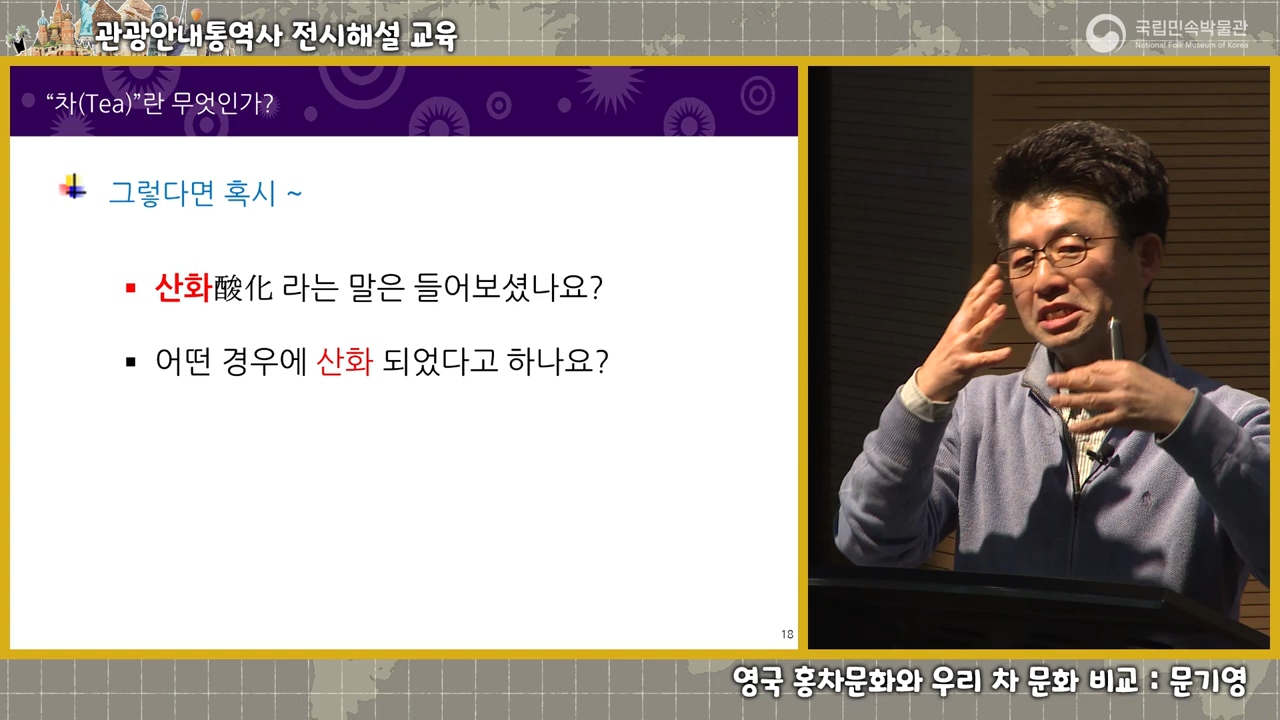 관광안내통역사 전시해설 교육
국립민속박물관
National Folk Museum of Korea
“차(Tea)”란 무엇인가?
그렇다면 혹시 ~
산화酸化 라는 말은 들어보셨나요?
어떤 경우에 산화 되었다고 하나요?
18
영국 홍차문화와 우리 차 문화 비교 : 문기영